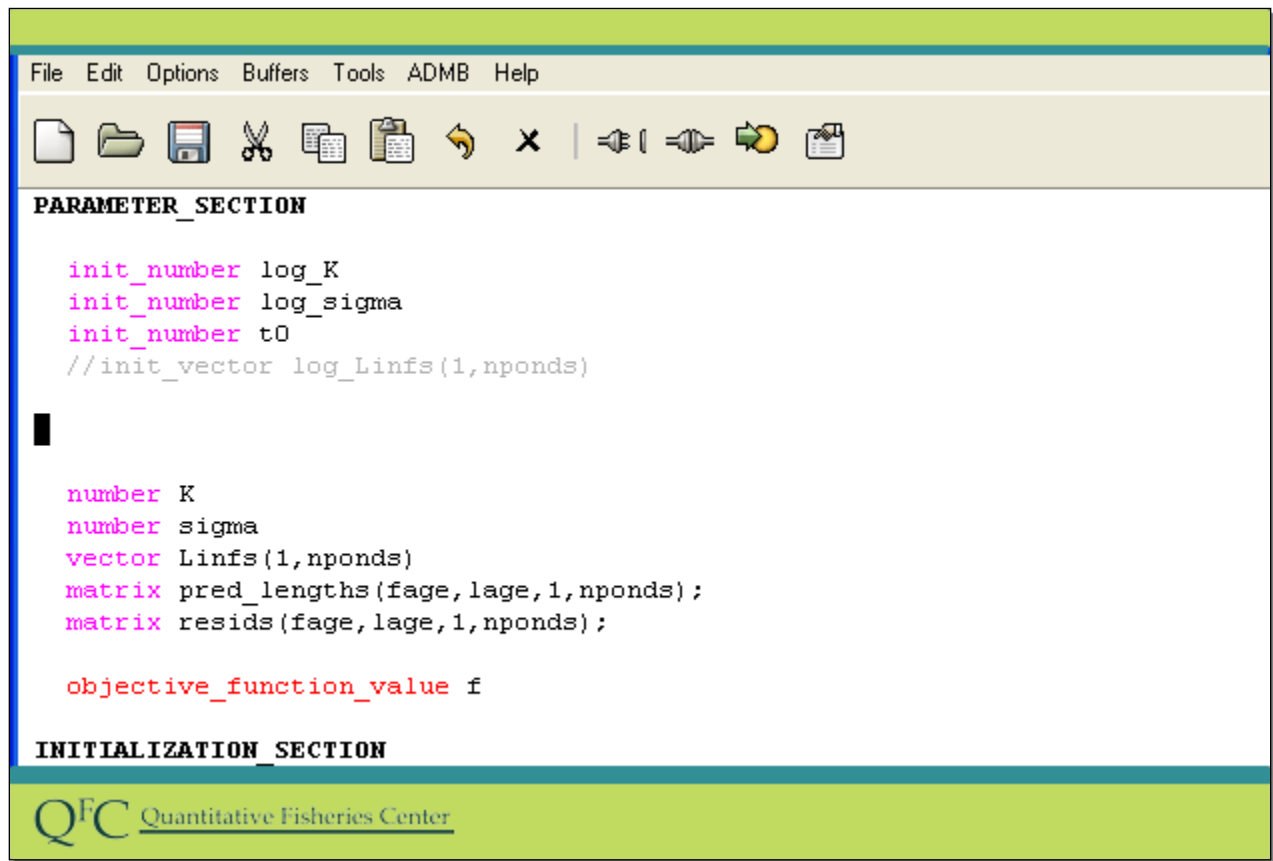 File Edit Options Buffers Tools ADMB Help
PARAMETER_SECTION
init_number log_K
init_number log_sigma
init_number t0
//init_vector log_Linfs(1,nponds)
number K
number sigma
vector Linfs(1,nponds)
matrix pred_lengths(fage,lage,1,nponds);
matrix resids(fage,lage,1,nponds);
objective_function_value f
INITIALIZATION_SECTION
QFC Quantitative Fisheries Center